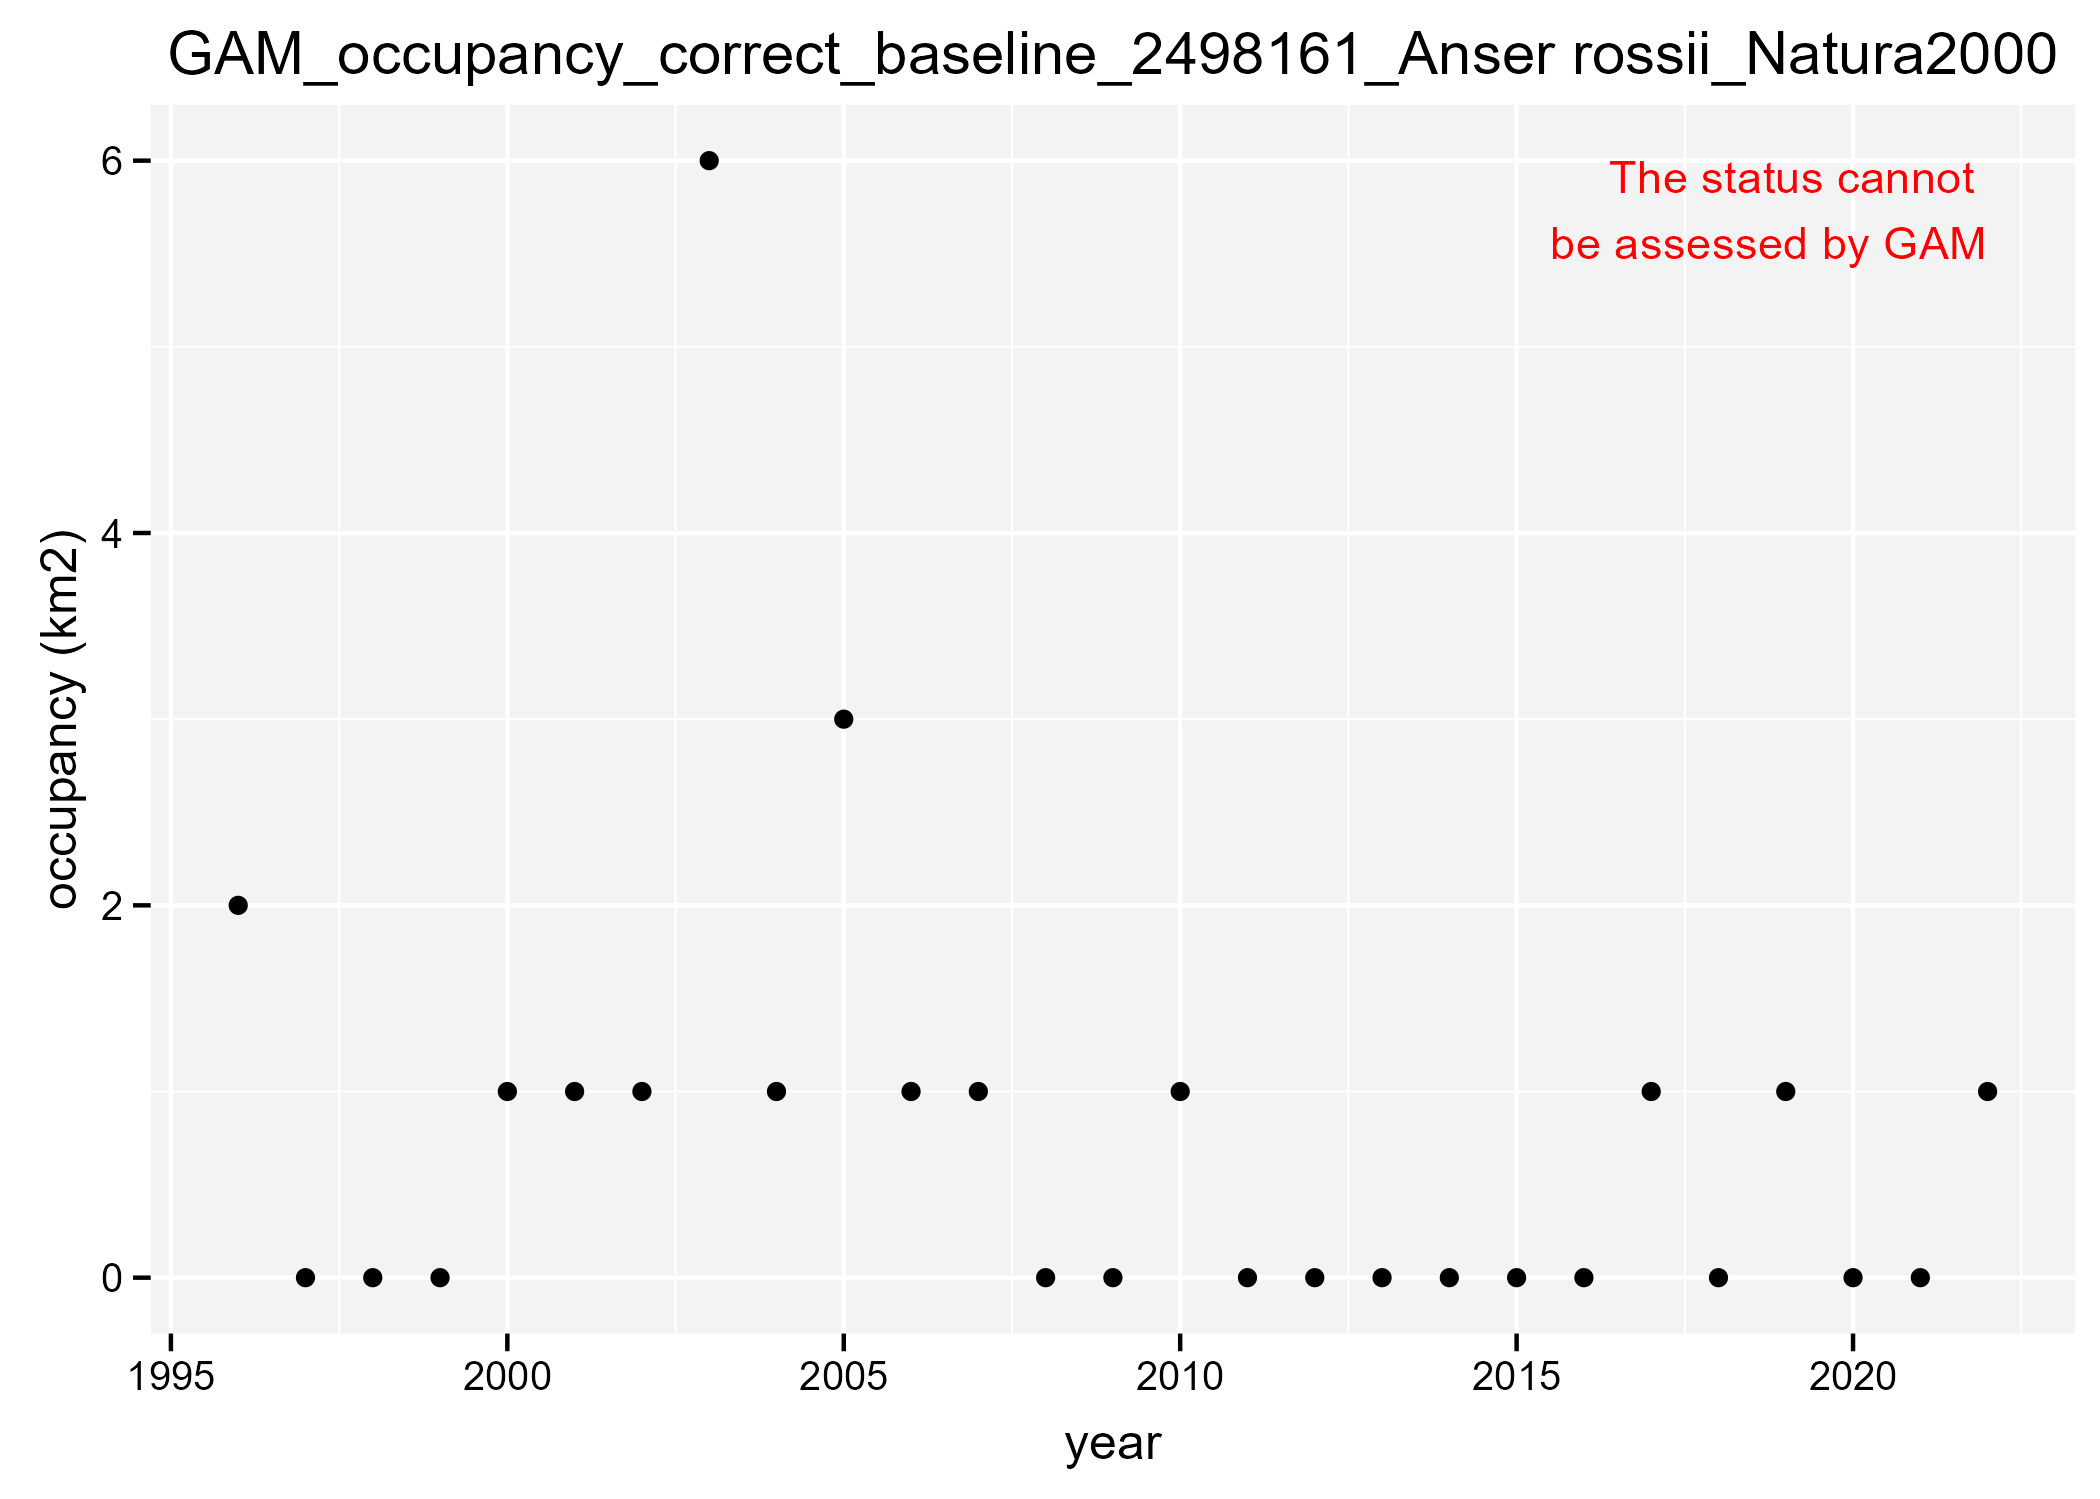 GAM_occupancy_correct_baseline_2498161_Anser rossii_Natura2000
The status cannot
be assessed by GAM
occupancy (km2)
6
4
2
0
1995 2000 2005 2010 2015 2020
year